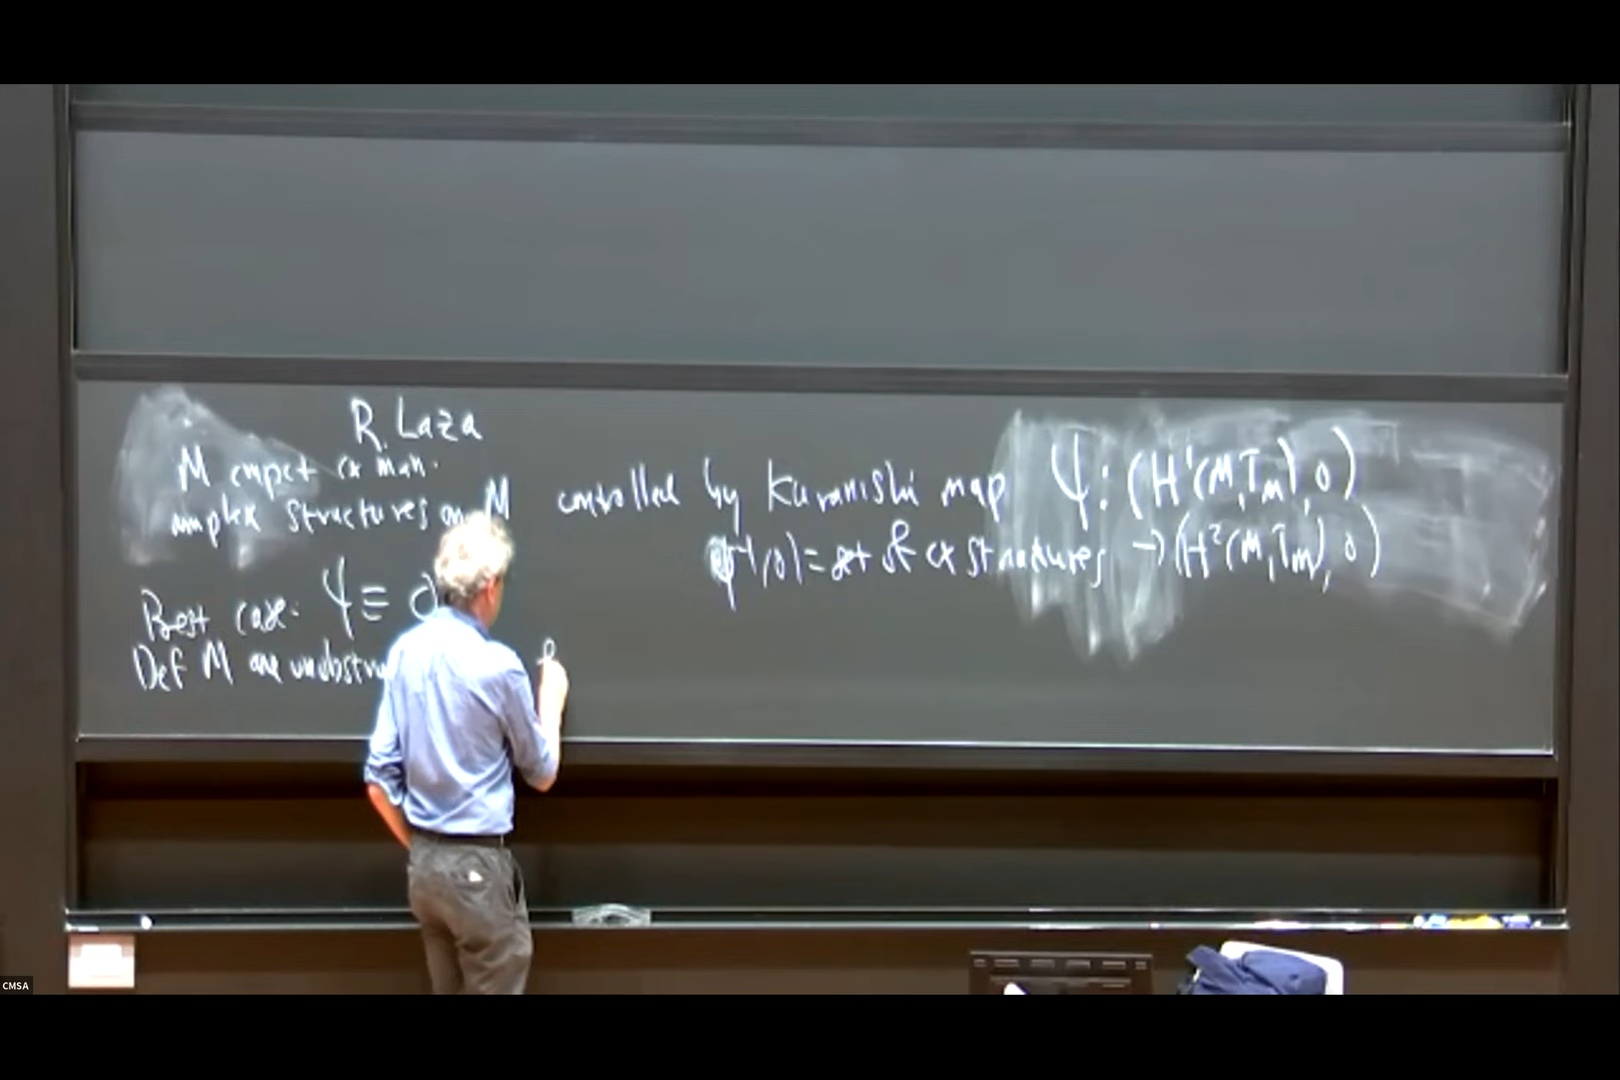 R. Laza
M cmpct cx man.
complex structures on M controlled by Kuranishi map Ψ: (H¹(M,T_M),0)
Ψ⁻¹(0) = set of cx structures → (H²(M,T_M),0)
Best case: Ψ ≡ 0
Def M are unobstru
CMSA